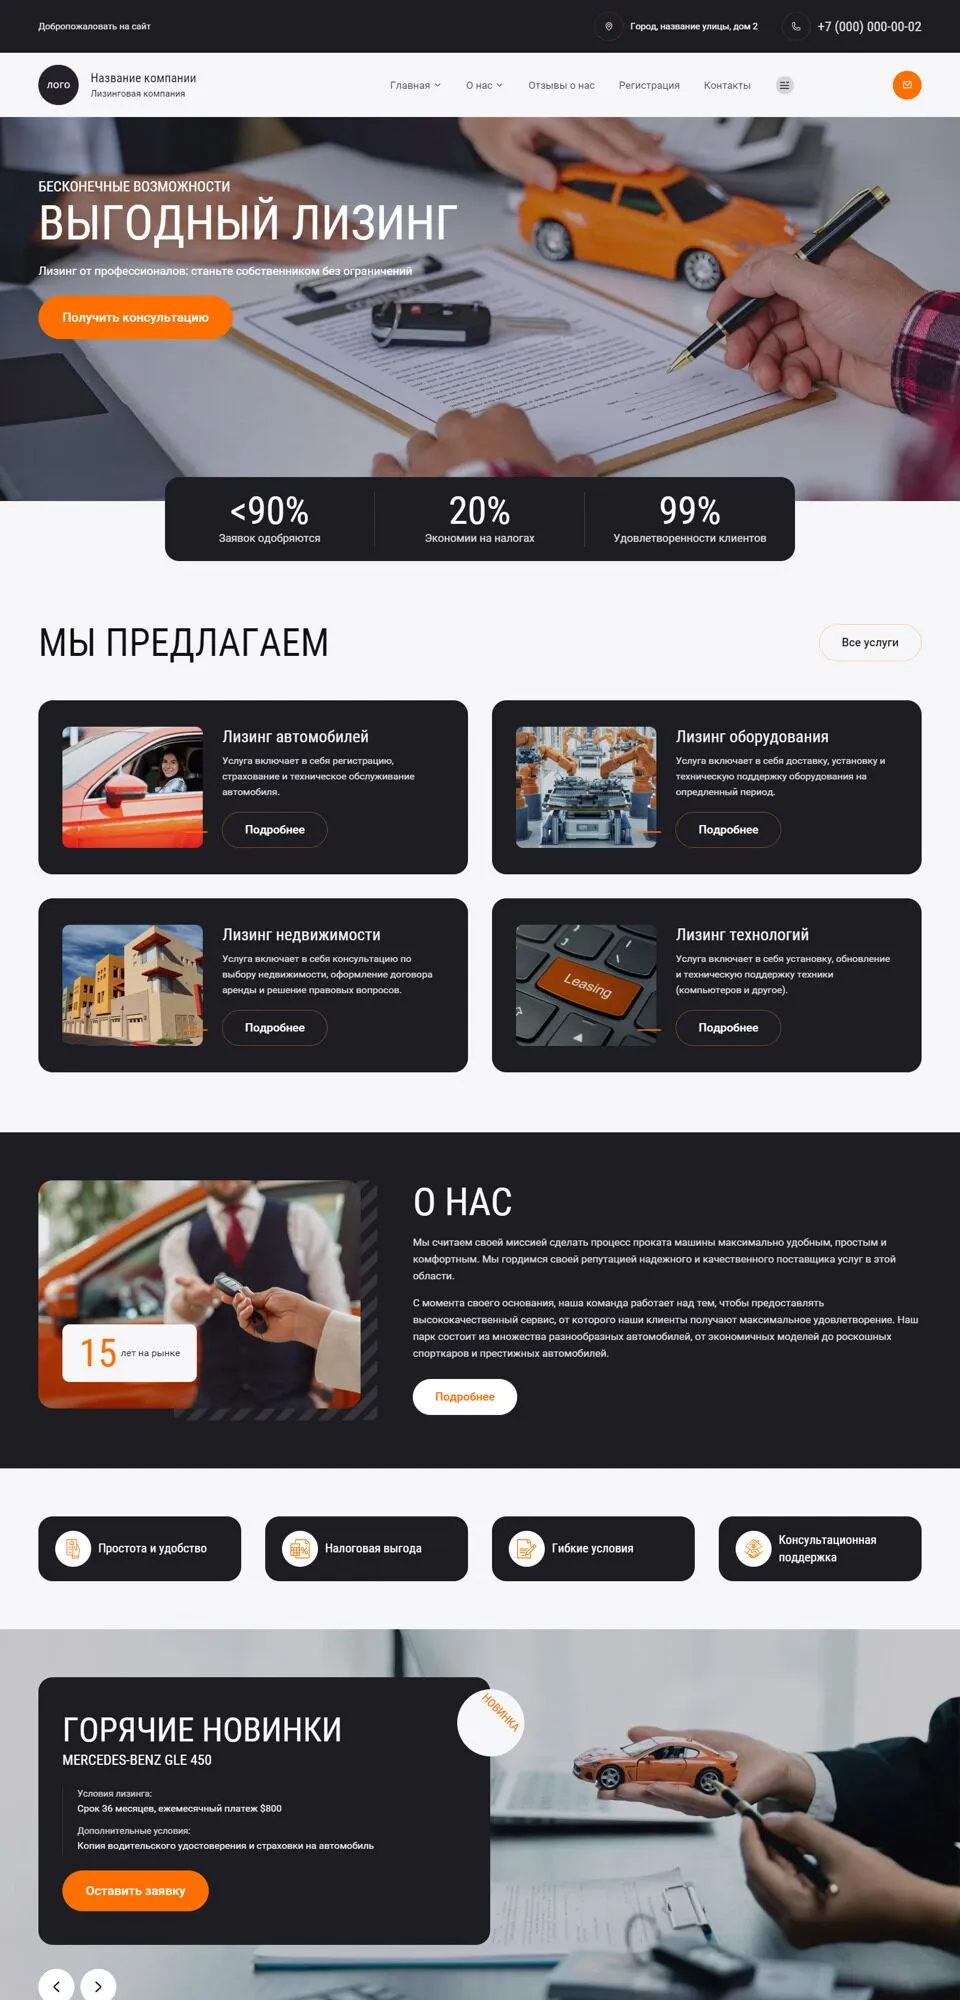 Добропожаловать на сайт
Город, название улицы, дом 2
+7 (000) 000-00-02
ЛОГО
Название компании
Лизинговая компания
Главная
О нас
Отзывы о нас
Регистрация
Контакты
БЕСКОНЕЧНЫЕ ВОЗМОЖНОСТИ
ВЫГОДНЫЙ ЛИЗИНГ
Лизинг от профессионалов: станьте собственником без ограничений
Получить консультацию
<90%
Заявок одобряются
20%
Экономии на налогах
99%
Удовлетворенности клиентов
МЫ ПРЕДЛАГАЕМ
Все услуги
Лизинг автомобилей
Услуга включает в себя регистрацию,
страхование и техническое обслуживание
автомобиля.
Подробнее
Лизинг оборудования
Услуга включает в себя доставку, установку и
техническую поддержку оборудования на
опредленный период.
Подробнее
Лизинг недвижимости
Услуга включает в себя консультацию по
выбору недвижимости, оформление договора
аренды и решение правовых вопросов.
Подробнее
Leasing
Лизинг технологий
Услуга включает в себя установку, обновление
и техническую поддержку техники
(компьютеров и другое).
Подробнее
15 лет на рынке
О НАС
Мы считаем своей миссией сделать процесс проката машины максимально удобным, простым и
комфортным. Мы гордимся своей репутацией надежного и качественного поставщика услуг в этой
области.
С момента своего основания, наша команда работает над тем, чтобы предоставлять
высококачественный сервис, от которого наши клиенты получают максимальное удовлетворение. Наш
парк состоит из множества разнообразных автомобилей, от экономичных моделей до роскошных
спорткаров и престижных автомобилей.
Подробнее
Простота и удобство
Налоговая выгода
Гибкие условия
Консультационная
поддержка
НОВИНКА
ГОРЯЧИЕ НОВИНКИ
MERCEDES-BENZ GLE 450
Условия лизинга:
Срок 36 месяцев, ежемесячный платеж $800
Дополнительные условия:
Копия водительского удостоверения и страховки на автомобиль
Оставить заявку